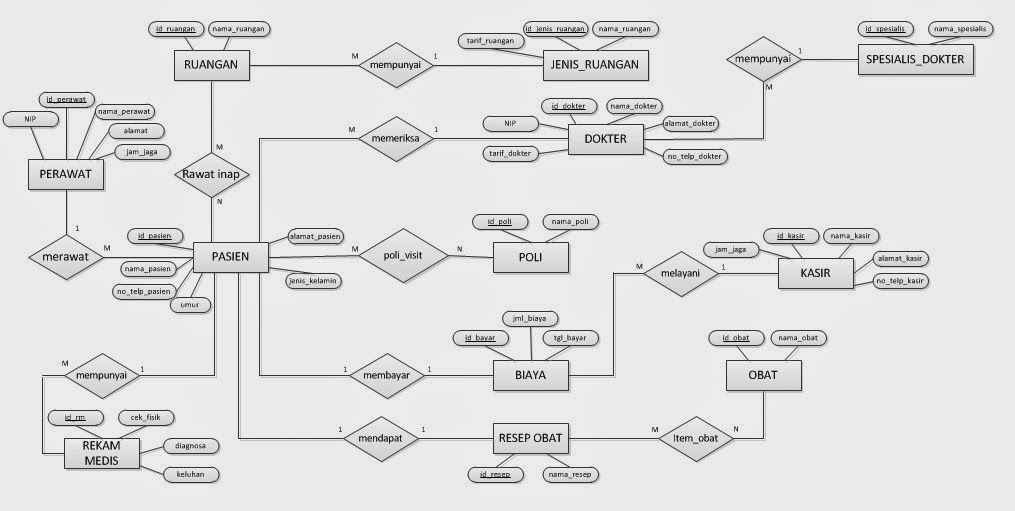 id_ruangan
nama_ruangan
RUANGAN
M
mempunyai
1
tarif_ruangan
id_jenis_ruangan
nama_ruangan
JENIS_RUANGAN
mempunyai
1
M
id_spesialis
nama_spesialis
SPESIALIS_DOKTER
id_perawat
NIP
nama_perawat
alamat
jam_jaga
PERAWAT
M
Rawat inap
N
M
memeriksa
1
id_dokter
nama_dokter
NIP
alamat_dokter
tarif_dokter
no_telp_dokter
DOKTER
1
merawat
M
id_pasien
alamat_pasien
PASIEN
nama_pasien
no_telp_pasien
umur
jenis_kelamin
M
poli_visit
N
id_poli
nama_poli
POLI
M
melayani
1
jam_jaga
id_kasir
nama_kasir
alamat_kasir
no_telp_kasir
KASIR
M
mempunyai
1
id_rm
cek_fisik
diagnosa
keluhan
REKAM
MEDIS
1
membayar
1
jml_biaya
id_bayar
tgl_bayar
BIAYA
id_obat
nama_obat
OBAT
1
mendapat
1
RESEP OBAT
id_resep
nama_resep
M
Item_obat
N